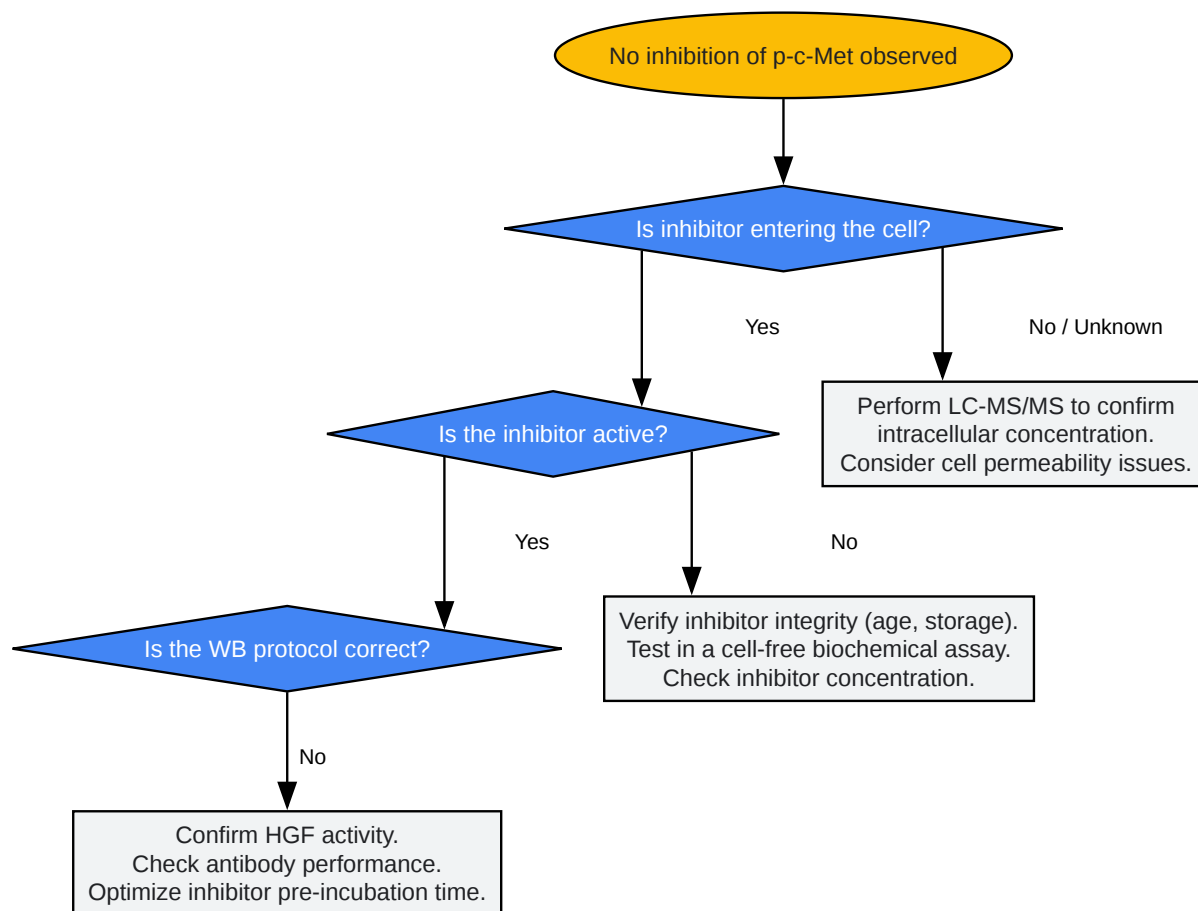 No inhibition of p-c-Met observed
Is inhibitor entering the cell?
Yes
No / Unknown
Perform LC-MS/MS to confirm
intracellular concentration.
Consider cell permeability issues.
Is the inhibitor active?
Yes
No
Verify inhibitor integrity (age, storage).
Test in a cell-free biochemical assay.
Check inhibitor concentration.
Is the WB protocol correct?
No
Confirm HGF activity.
Check antibody performance.
Optimize inhibitor pre-incubation time.